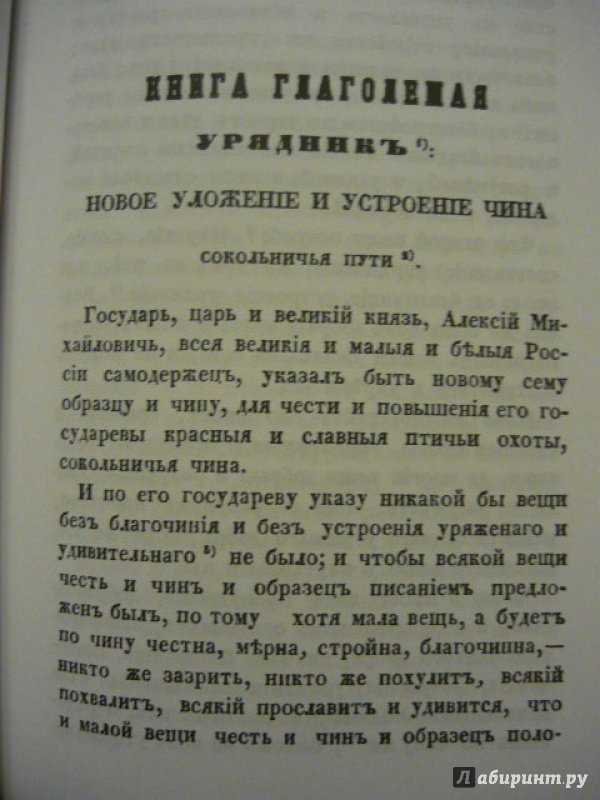 КНИГА ГЛАГОЛЕМАЯ
УРЯДНИКЪ ¹):
НОВОЕ УЛОЖЕНІЕ И УСТРОЕНІЕ ЧИНА
СОКОЛЬНИЧЬЯ ПУТИ ²).
Государь, царь и великій князь, Алексій Ми-
хайловичь, всея великія и малыя и бѣлыя Рос-
сіи самодержецъ, указалъ быть новому сему
образцу и чину, для чести и повышенія его го-
сударевы красныя и славныя птичьи охоты,
сокольничья чина.
И по его государеву указу никакой бы вещи
безъ благочинія и безъ устроенія уряженаго и
удивительнаго ³) не было; и чтобы всякой вещи
честь и чинъ и образецъ писаніемъ предло-
женъ былъ, по тому хотя мала вещь, а будетъ
по чину честна, мѣрна, стройна, благочинна,—
никто же зазритъ, никто же похулитъ, всякій
похвалитъ, всякій прославитъ и удивится, что
и малой вещи честь и чинъ и образецъ поло-
лабиринт.ру